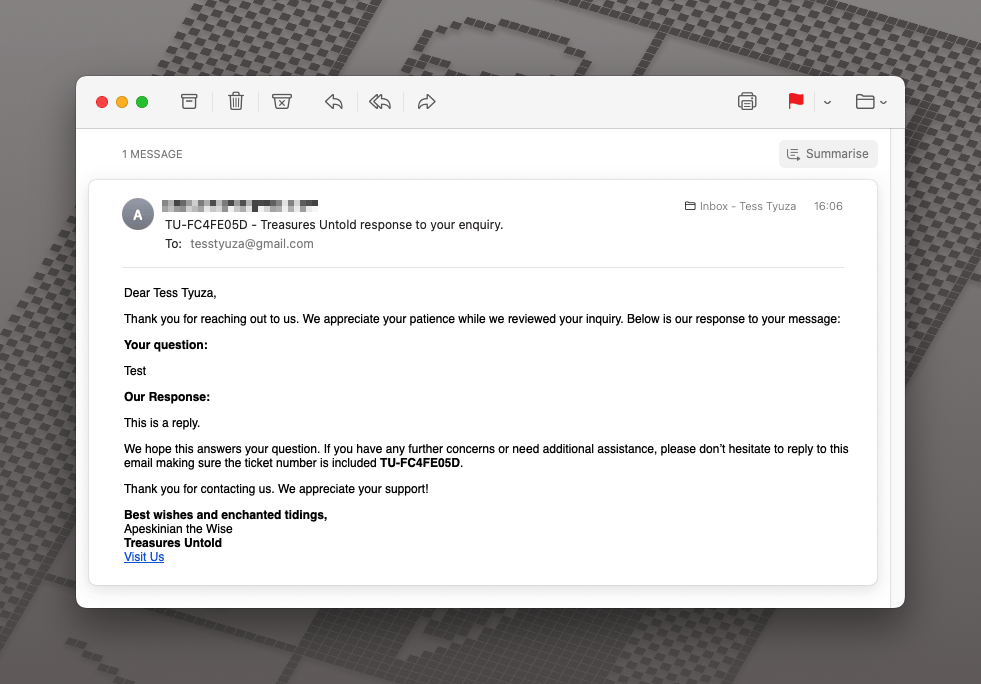 Summarise
1 MESSAGE
A
Inbox - Tess Tyuza 16:06
TU-FC4FE05D - Treasures Untold response to your enquiry.
To: tesstyuza@gmail.com
Dear Tess Tyuza,
Thank you for reaching out to us. We appreciate your patience while we reviewed your inquiry. Below is our response to your message:
Your question:
Test
Our Response:
This is a reply.
We hope this answers your question. If you have any further concerns or need additional assistance, please don’t hesitate to reply to this
email making sure the ticket number is included TU-FC4FE05D.
Thank you for contacting us. We appreciate your support!
Best wishes and enchanted tidings,
Apeskinian the Wise
Treasures Untold
Visit Us